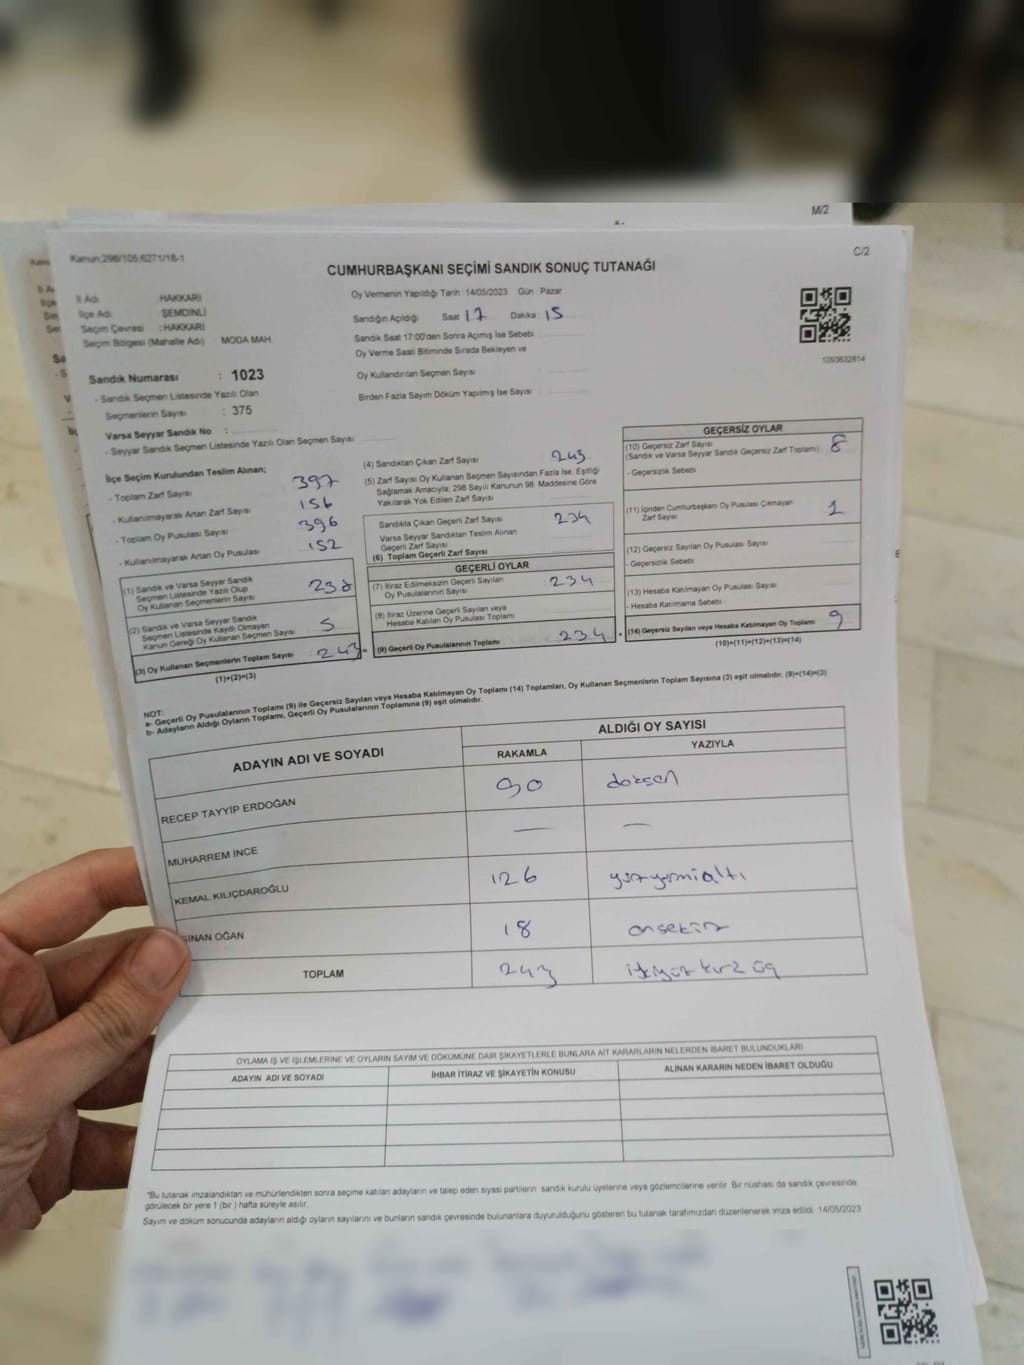 M/2
C/2
Kanun:298/105;6271/18-1
CUMHURBAŞKANI SEÇİMİ SANDIK SONUÇ TUTANAĞI
İl Adı HAKKARİ
İlçe Adı : ŞEMDİNLİ
Seçim Çevresi : HAKKARİ
Seçim Bölgesi (Mahalle Adı) : MODA MAH.
Oy Vermenin Yapıldığı Tarih :14/05/2023 Gün : Pazar
Sandığın Açıldığı Saat 17 Dakika 15
Sandık Saat 17:00'den Sonra Açmış İse Sebebi
Oy Verme Saati Bitiminde Sırada Bekleyen ve
Oy Kullandırılan Seçmen Sayısı
Birden Fazla Sayım Döküm Yapılmış İse Sayısı
1093632814
Sandık Numarası : 1023
- Sandık Seçmen Listesinde Yazılı Olan
Seçmenlerin Sayısı : 375
Varsa Seyyar Sandık No :
- Seyyar Sandık Seçmen Listesinde Yazılı Olan Seçmen Sayısı
İlçe Seçim Kurulundan Teslim Alınan;
- Toplam Zarf Sayısı 397
- Kullanılmayarak Artan Zarf Sayısı 156
- Toplam Oy Pusulası Sayısı 396
- Kullanılmayarak Artan Oy Pusulası 152
(1) Sandık ve Varsa Seyyar Sandık
Seçmen Listesinde Yazılı Olup
Oy Kullanan Seçmenlerin Sayısı 238
(2) Sandık ve Varsa Seyyar Sandık
Seçmen Listesinde Kayıtlı Olmayan
Kanun Gereği Oy Kullanan Seçmen Sayısı 5
(3) Oy Kullanan Seçmenlerin Toplam Sayısı 243
(1)+(2)=(3)
(4) Sandıktan Çıkan Zarf Sayısı 243
(5) Zarf Sayısı Oy Kullanan Seçmen Sayısından Fazla İse, Eşitliği
Sağlamak Amacıyla, 298 Sayılı Kanunun 98. Maddesine Göre
Yakılarak Yok Edilen Zarf Sayısı
Sandıkta Çıkan Geçerli Zarf Sayısı 234
Varsa Seyyar Sandıktan Teslim Alınan
Geçerli Zarf Sayısı
(6) Toplam Geçerli Zarf Sayısı
GEÇERLİ OYLAR
(7) İtiraz Edilmeksizin Geçerli Sayılan
Oy Pusulalarının Sayısı 234
(8) İtiraz Üzerine Geçerli Sayılan veya
Hesaba Katılan Oy Pusulası Toplamı
(9) Geçerli Oy Pusulalarının Toplamı 234
GEÇERSİZ OYLAR
(10) Geçersiz Zarf Sayısı
(Sandık ve Varsa Seyyar Sandık Geçersiz Zarf Toplamı) 8
- Geçersizlik Sebebi
(11) İçinden Cumhurbaşkanı Oy Pusulası Çıkmayan
Zarf Sayısı 1
(12) Geçersiz Sayılan Oy Pusulası Sayısı
- Geçersizlik Sebebi
(13) Hesaba Katılmayan Oy Pusulası Sayısı
- Hesaba Katılmama Sebebi
(14) Geçersiz Sayılan veya Hesaba Katılmayan Oy Toplamı 9
(10)+(11)+(12)+(13)=(14)
NOT:
a- Geçerli Oy Pusulalarının Toplamı (9) ile Geçersiz Sayılan veya Hesaba Katılmayan Oy Toplamı (14) Toplamları, Oy Kullanan Seçmenlerin Toplam Sayısına (3) eşit olmalıdır. (9)+(14)=(3)
b- Adayların Aldığı Oyların Toplamı, Geçerli Oy Pusulalarının Toplamına (9) eşit olmalıdır.
ADAYIN ADI VE SOYADI ALDIĞI OY SAYISI
RAKAMLA YAZIYLA
RECEP TAYYİP ERDOĞAN 90 doksan
MUHARREM İNCE — —
KEMAL KILIÇDAROĞLU 126 yüzyirmialtı
SİNAN OĞAN 18 onsekiz
TOPLAM 243 ikiyüz kırk üç
OYLAMA İŞ VE İŞLEMLERİNE VE OYLARIN SAYIM VE DÖKÜMÜNE DAİR ŞİKAYETLERLE BUNLARA AİT KARARLARIN NELERDEN İBARET BULUNDUKLARI
ADAYIN ADI VE SOYADI İHBAR İTİRAZ VE ŞİKAYETİN KONUSU ALINAN KARARIN NEDEN İBARET OLDUĞU
*Bu tutanak imzalandıktan ve mühürlendikten sonra seçime katılan adayların ve talep eden siyasi partilerin sandık kurulu üyelerine veya gözlemcilerine verilir. Bir nüshası da sandık çevresinde
görülecek bir yere 1 (bir ) hafta süreyle asılır.
Sayım ve döküm sonucunda adayların aldığı oyların sayılarını ve bunların sandık çevresinde bulunanlara duyurulduğunu gösteren bu tutanak tarafımızdan düzenlenerek imza edildi. 14/05/2023